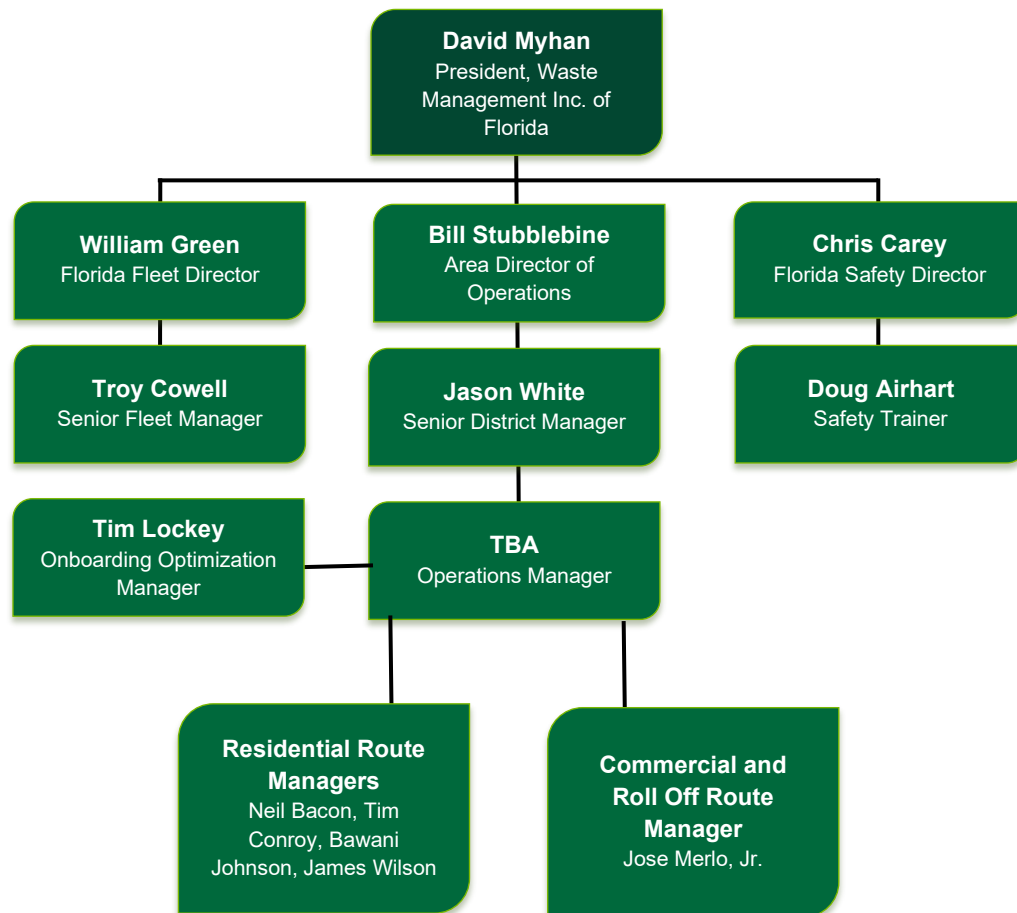 David Myhan
President, Waste
Management Inc. of
Florida
William Green
Florida Fleet Director
Bill Stubblebine
Area Director of
Operations
Chris Carey
Florida Safety Director
Troy Cowell
Senior Fleet Manager
Jason White
Senior District Manager
Doug Airhart
Safety Trainer
Tim Lockey
Onboarding Optimization
Manager
TBA
Operations Manager
Residential Route
Managers
Neil Bacon, Tim
Conroy, Bawani
Johnson, James Wilson
Commercial and
Roll Off Route
Manager
Jose Merlo, Jr.